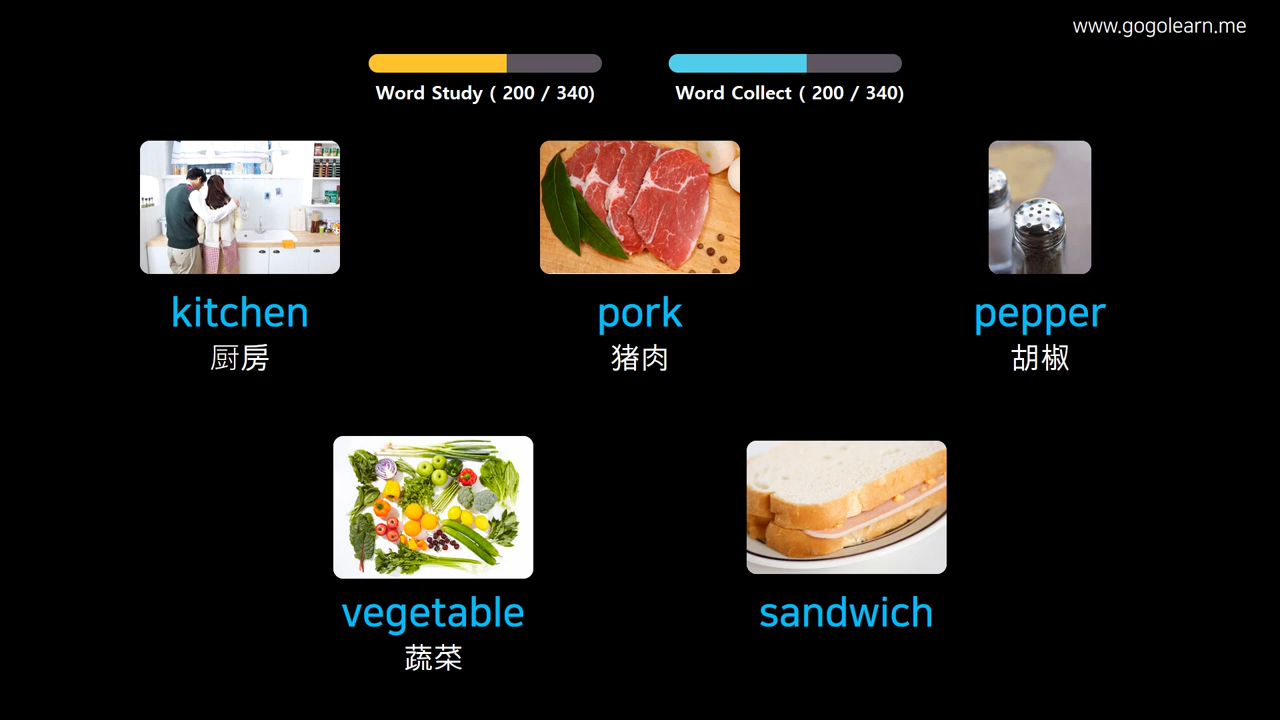 www.gogolearn.me
Word Study ( 200 / 340)
Word Collect ( 200 / 340)
kitchen
厨房
pork
猪肉
pepper
胡椒
vegetable
蔬菜
sandwich